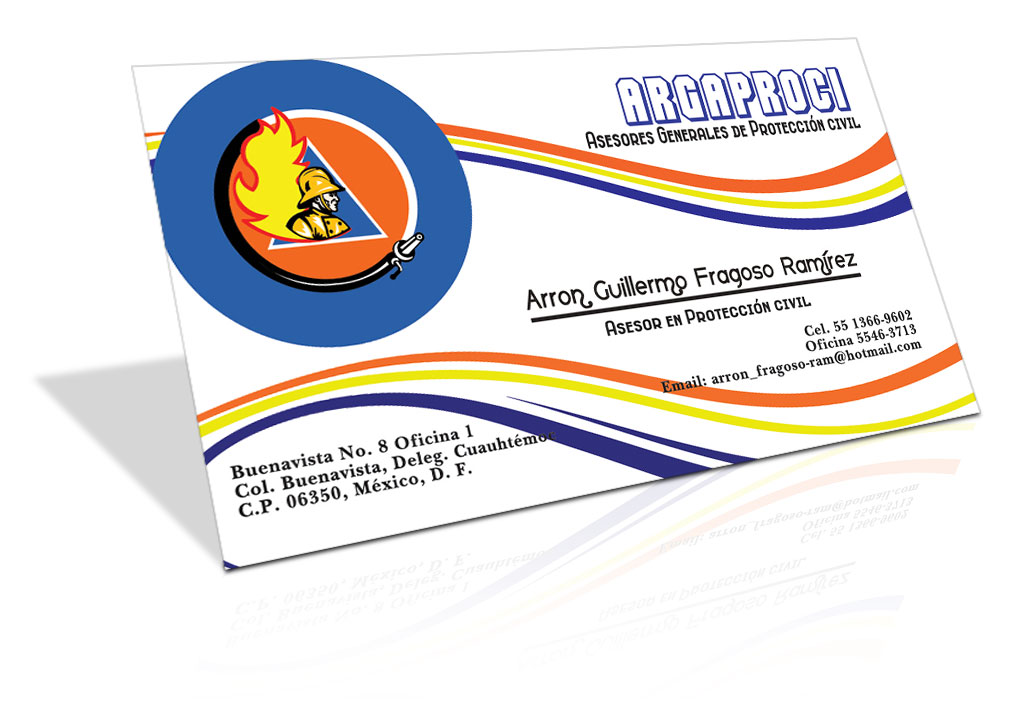 ARGAPROCI
Asesores Generales de Protección civil
Arron Guillermo Fragoso Ramírez
Asesor en Protección civil
Cel. 55 1366-9602
Oficina 5546-3713
Email: arron_fragoso-ram@hotmail.com
Buenavista No. 8 Oficina 1
Col. Buenavista, Deleg. Cuauhtémoc
C.P. 06350, México, D. F.